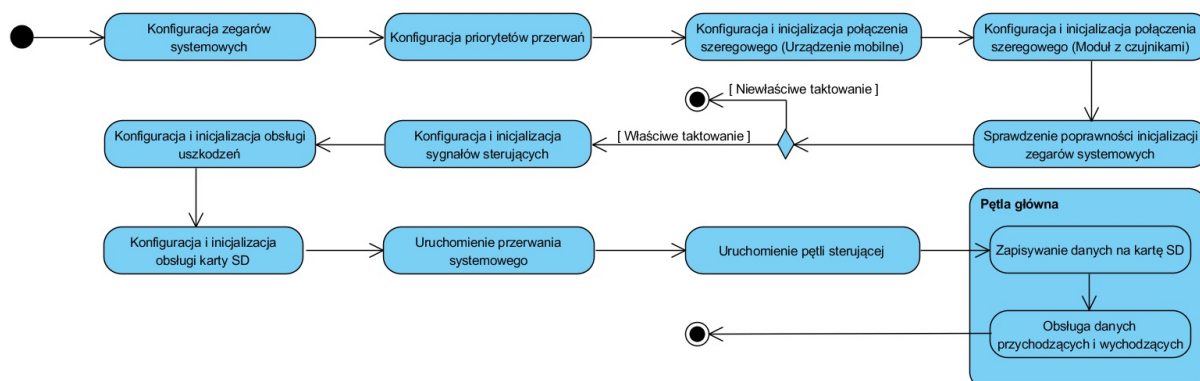 Konfiguracja zegarów
systemowych
Konfiguracja priorytetów przerwań
Konfiguracja i inicjalizacja połączenia
szeregowego (Urządzenie mobilne)
Konfiguracja i inicjalizacja połączenia
szeregowego (Moduł z czujnikami)
[ Niewłaściwe taktowanie ]
Sprawdzenie poprawności inicjalizacji
zegarów systemowych
[ Właściwe taktowanie ]
Konfiguracja i inicjalizacja
sygnałów sterujących
Konfiguracja i inicjalizacja obsługi
uszkodzeń
Konfiguracja i inicjalizacja
obsługi karty SD
Uruchomienie przerwania
systemowego
Uruchomienie pętli sterującej
Pętla główna
Zapisywanie danych na kartę SD
Obsługa danych
przychodzących i wychodzących